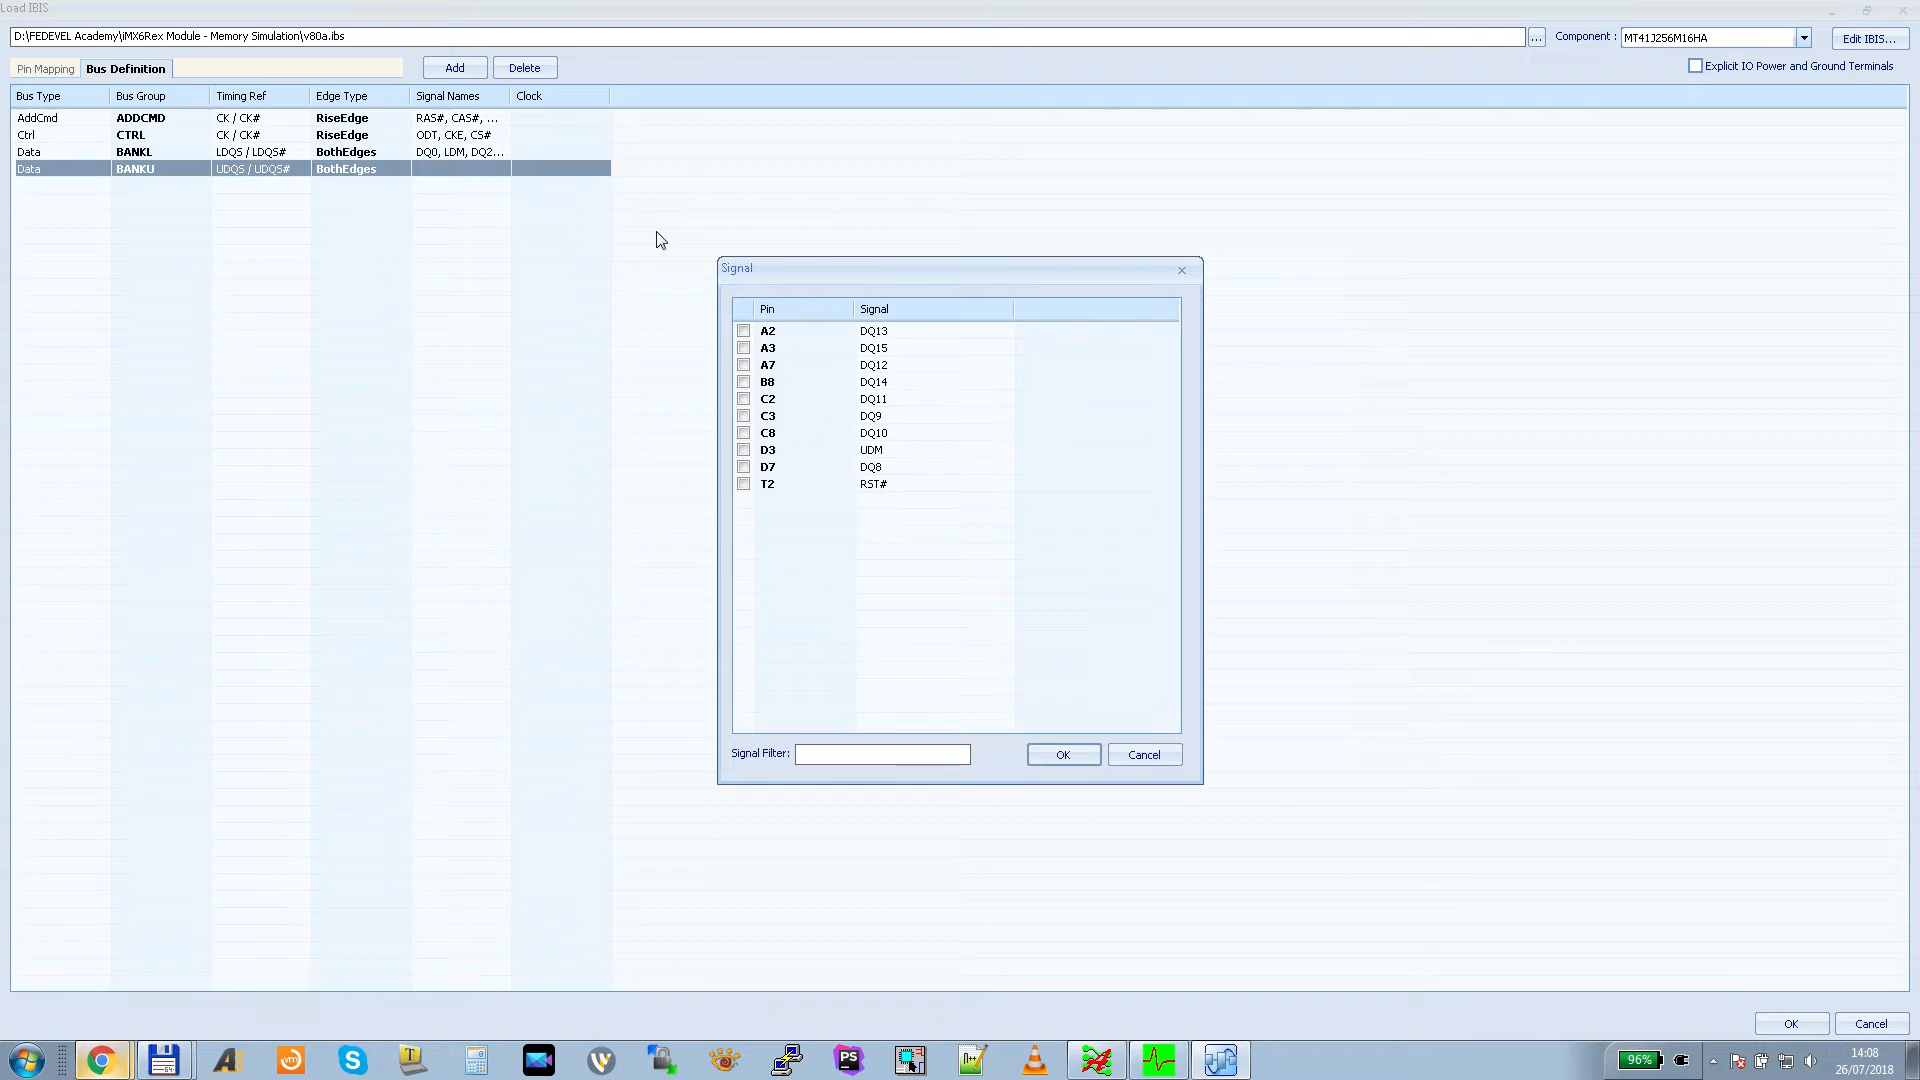 Load IBIS
D:\FEDEVEL Academy\iMX6Rex Module - Memory Simulation\v80a.ibs ... Component : MT41J256M16HA Edit IBIS...
Pin Mapping Bus Definition Add Delete Explicit IO Power and Ground Terminals
Bus Type Bus Group Timing Ref Edge Type Signal Names Clock
AddCmd ADDCMD CK / CK# RiseEdge RAS#, CAS#, ...
Ctrl CTRL CK / CK# RiseEdge ODT, CKE, CS#
Data BANKL LDQS / LDQS# BothEdges DQ0, LDM, DQ2...
Data BANKU UDQS / UDQS# BothEdges
Signal
Pin Signal
A2 DQ13
A3 DQ15
A7 DQ12
B8 DQ14
C2 DQ11
C3 DQ9
C8 DQ10
D3 UDM
D7 DQ8
T2 RST#
Signal Filter: OK Cancel
OK Cancel
96% 14:08
26/07/2018